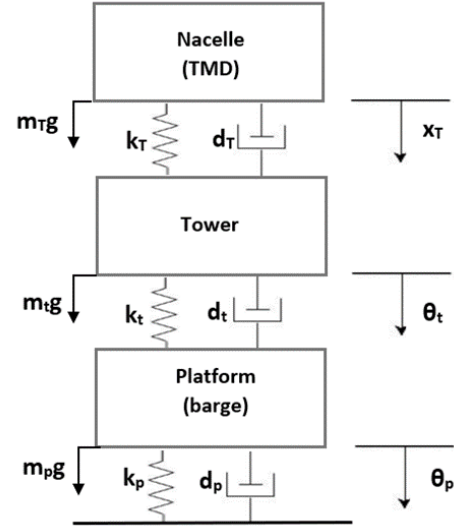 Nacelle
(TMD)
mTg
kT
dT
xT
Tower
mtg
kt
dt
θt
Platform
(barge)
mpg
kp
dp
θp